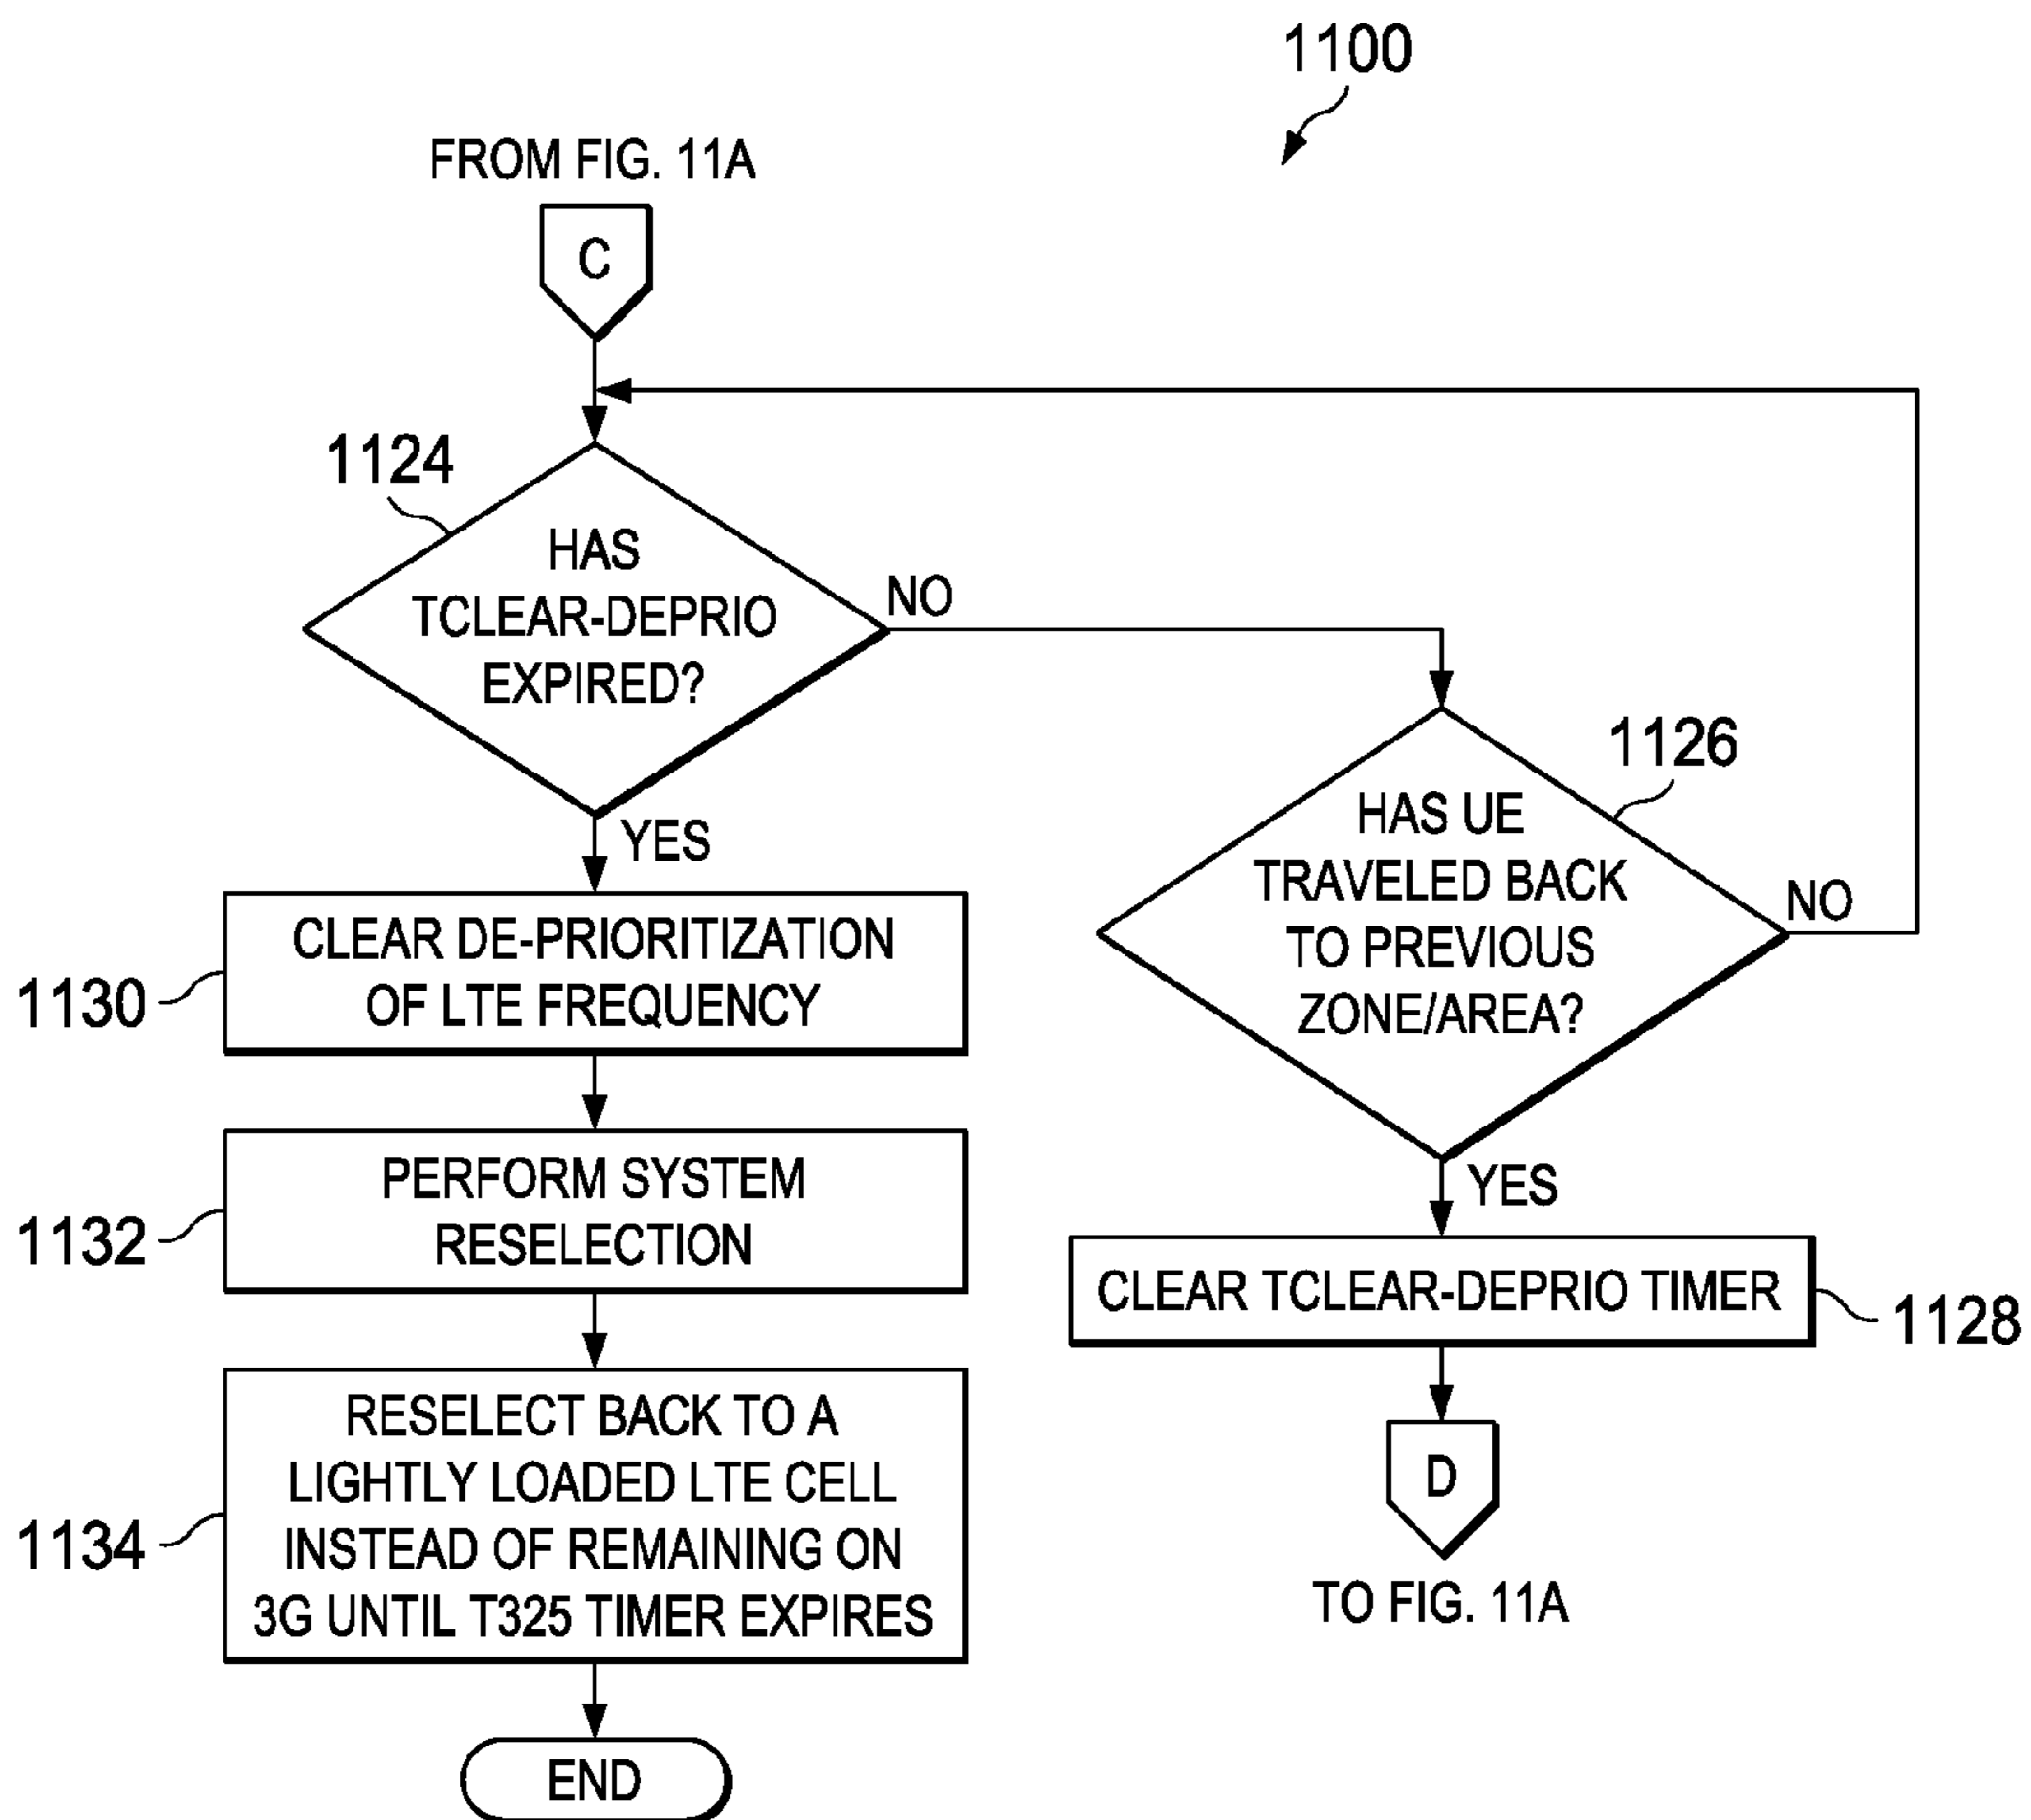 1100
FROM FIG. 11A
C
1124
HAS
TCLEAR-DEPRIO
EXPIRED?
NO
YES
1126
HAS UE
TRAVELED BACK
TO PREVIOUS
ZONE/AREA?
NO
YES
1130
CLEAR DE-PRIORITIZATION
OF LTE FREQUENCY
1132
PERFORM SYSTEM
RESELECTION
CLEAR TCLEAR-DEPRIO TIMER
1128
1134
RESELECT BACK TO A
LIGHTLY LOADED LTE CELL
INSTEAD OF REMAINING ON
3G UNTIL T325 TIMER EXPIRES
D
TO FIG. 11A
END